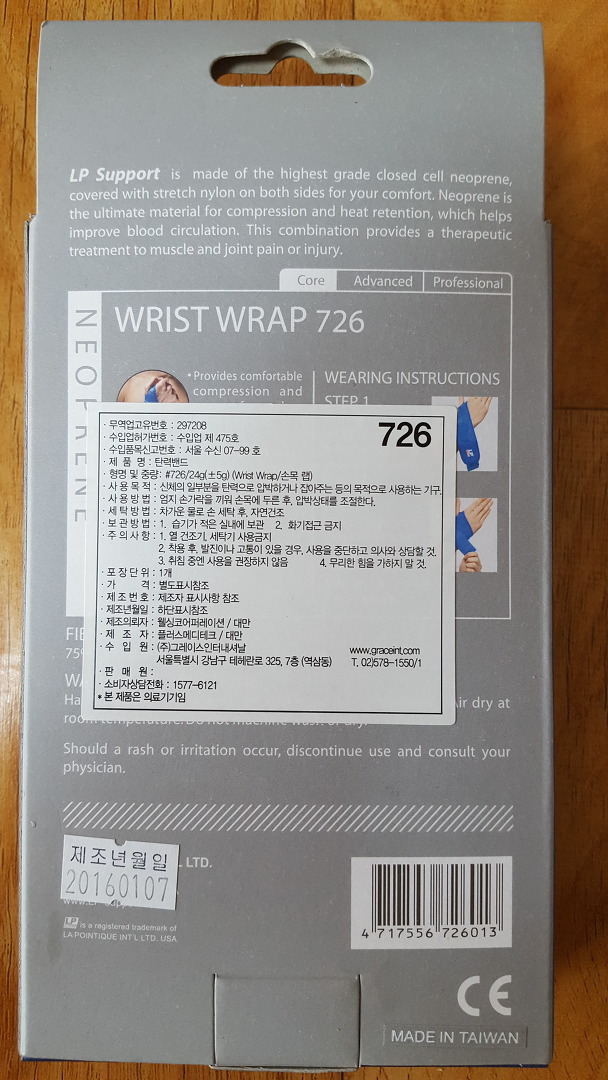 LP Support is made of the highest grade closed cell neoprene,
covered with stretch nylon on both sides for your comfort. Neoprene is
the ultimate material for compression and heat retention, which helps
improve blood circulation. This combination provides a therapeutic
treatment to muscle and joint pain or injury.
Core Advanced Professional
NEOPRENE
WRIST WRAP 726
• Provides comfortable
compression and
WEARING INSTRUCTIONS
STEP 1
726
· 무역업고유번호 : 297208
· 수입업허가번호 : 수입업 제 475호
· 수입품목신고번호 : 서울 수신 07-99 호
· 제 품 명 : 탄력밴드
· 형명 및 중량: #726/24g(±5g) (Wrist Wrap/손목 랩)
· 사 용 목 적 : 신체의 일부분을 탄력으로 압박하거나 잡아주는 등의 목적으로 사용하는 기구.
· 사 용 방 법 : 엄지 손가락을 끼워 손목에 두른 후, 압박상태를 조절한다.
· 세 탁 방 법 : 차가운 물로 손 세탁 후, 자연건조
· 보 관 방 법 : 1. 습기가 적은 실내에 보관 2. 화기접근 금지
· 주 의 사 항 : 1. 열 건조기, 세탁기 사용금지
2. 착용 후, 발진이나 고통이 있을 경우, 사용을 중단하고 의사와 상담할 것.
3. 취침 중엔 사용을 권장하지 않음 4. 무리한 힘을 가하지 말 것.
· 포 장 단 위 : 1개
· 가 격 : 별도표시참조
· 제 조 번 호 : 제조자 표시사항 참조
· 제조년월일 : 하단표시참조
· 제조의뢰자 : 웰싱코어퍼레이션 / 대만
· 제 조 자 : 플러스메디테크 / 대만
· 수 입 원 : (주)그레이스인터내셔날 www.graceint.com
서울특별시 강남구 테헤란로 325, 7층 (역삼동) T. 02)578-1550/1
· 판 매 원 :
· 소비자상담전화 : 1577-6121
* 본 제품은 의료기기임
Air dry at
room temperature. Do not machine wash or dry.
Should a rash or irritation occur, discontinue use and consult your
physician.
제조년월일
20160107
LTD.
LP is a registered trademark of
LA POINTIQUE INT'L LTD. USA
4 717556 726013
CE
MADE IN TAIWAN